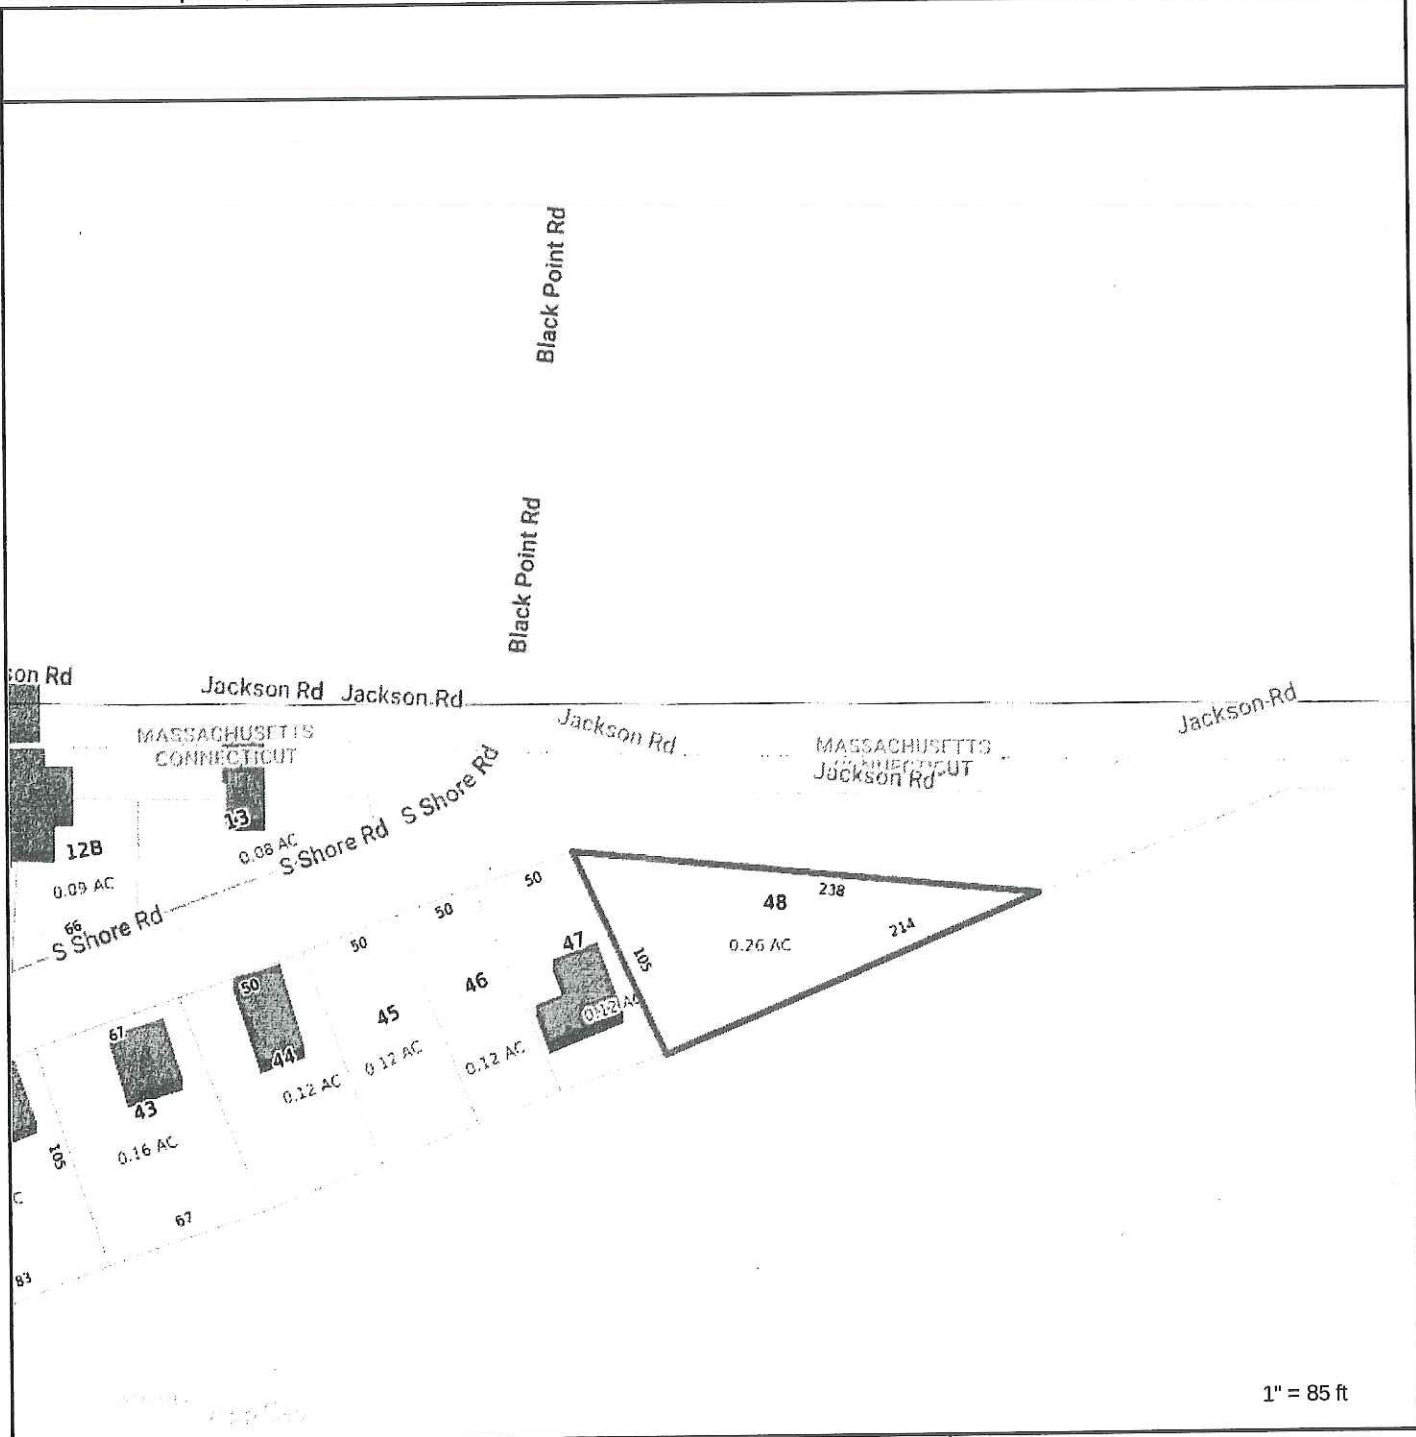 Black Point Rd
Black Point Rd
son Rd
Jackson Rd
Jackson Rd
Jackson Rd
Jackson Rd
MASSACHUSETTS
CONNECTICUT
MASSACHUSETTS
CONNECTICUT
Jackson Rd
S Shore Rd
S Shore Rd
S Shore Rd
13
0.08 AC
12B
0.09 AC
66
50
50
50
50
48
238
214
0.26 AC
105
47
0.12 AC
46
0.12 AC
45
0.12 AC
44
0.12 AC
67
43
0.16 AC
105
67
C
83
1" = 85 ft